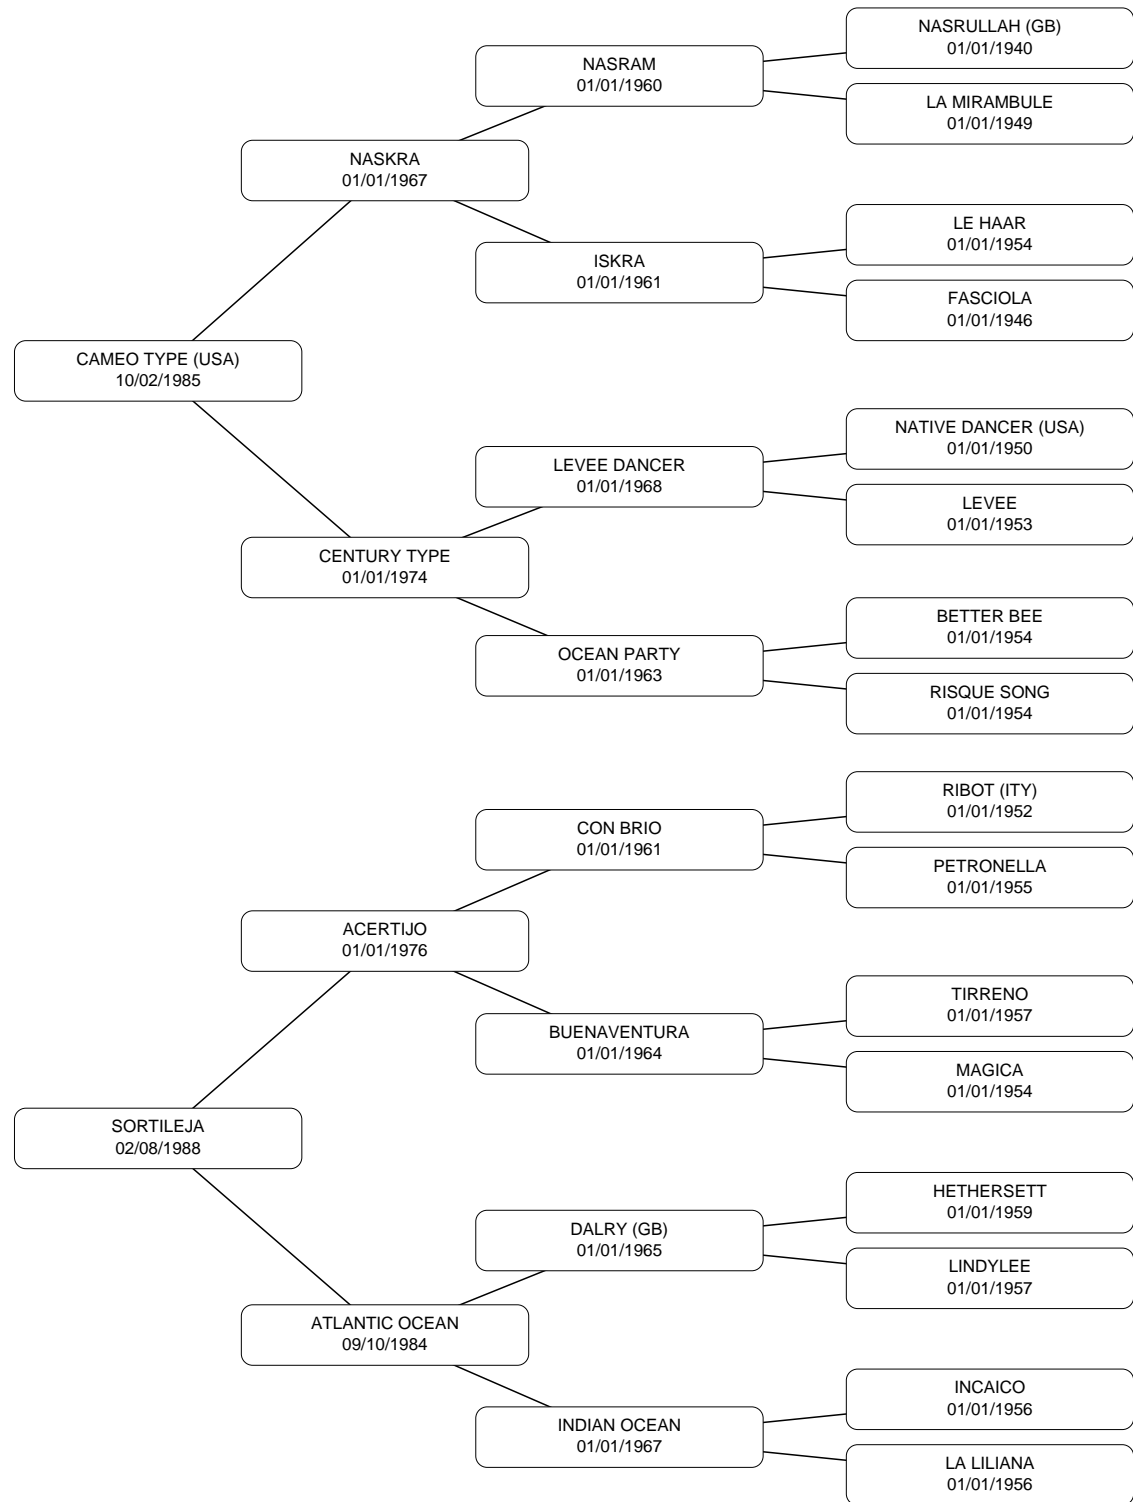 NASRULLAH (GB)
01/01/1940
NASRAM
01/01/1960
LA MIRAMBULE
01/01/1949
NASKRA
01/01/1967
LE HAAR
01/01/1954
ISKRA
01/01/1961
FASCIOLA
01/01/1946
CAMEO TYPE (USA)
10/02/1985
NATIVE DANCER (USA)
01/01/1950
LEVEE DANCER
01/01/1968
LEVEE
01/01/1953
CENTURY TYPE
01/01/1974
BETTER BEE
01/01/1954
OCEAN PARTY
01/01/1963
RISQUE SONG
01/01/1954
RIBOT (ITY)
01/01/1952
CON BRIO
01/01/1961
PETRONELLA
01/01/1955
ACERTIJO
01/01/1976
TIRRENO
01/01/1957
BUENAVENTURA
01/01/1964
MAGICA
01/01/1954
SORTILEJA
02/08/1988
HETHERSETT
01/01/1959
DALRY (GB)
01/01/1965
LINDYLEE
01/01/1957
ATLANTIC OCEAN
09/10/1984
INCAICO
01/01/1956
INDIAN OCEAN
01/01/1967
LA LILIANA
01/01/1956